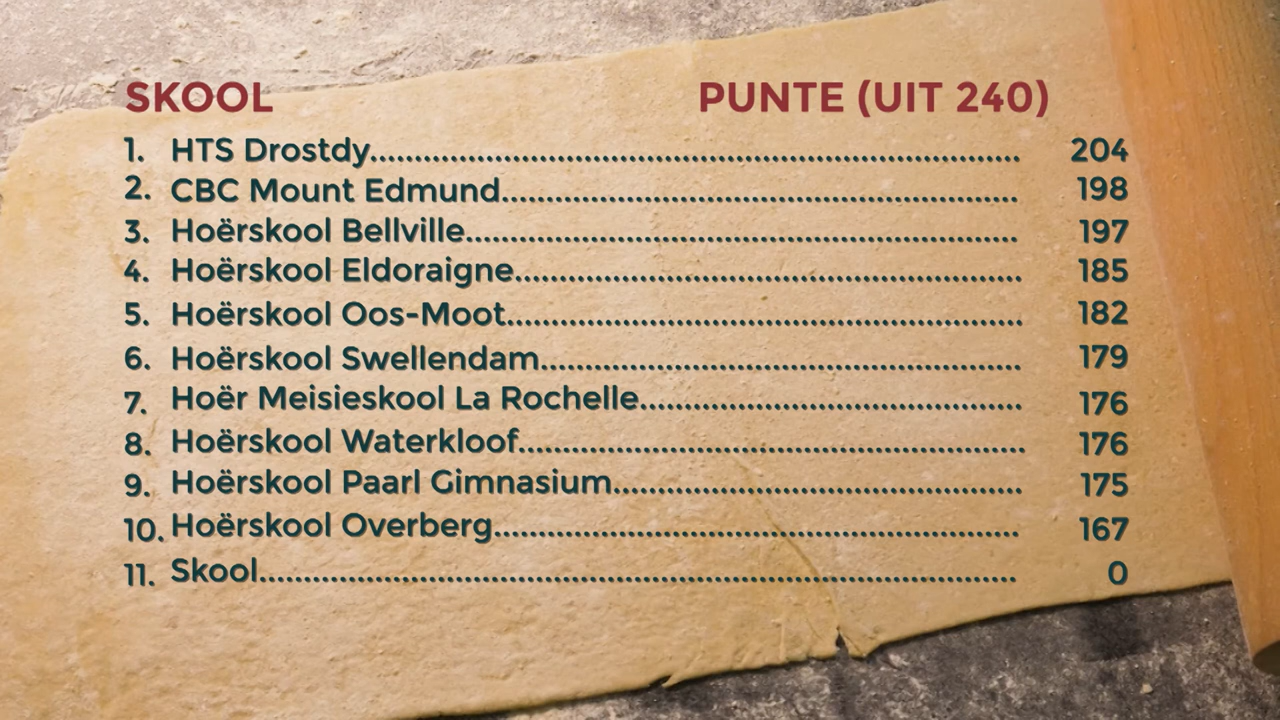 SKOOL PUNTE (UIT 240)
1. HTS Drostdy.......................................................................... 204
2. CBC Mount Edmund.......................................................... 198
3. Hoërskool Bellville.............................................................. 197
4. Hoërskool Eldoraigne......................................................... 185
5. Hoërskool Oos-Moot.......................................................... 182
6. Hoërskool Swellendam...................................................... 179
7. Hoër Meisieskool La Rochelle........................................... 176
8. Hoërskool Waterkloof......................................................... 176
9. Hoërskool Paarl Gimnasium.............................................. 175
10. Hoërskool Overberg........................................................... 167
11. Skool...................................................................................... 0